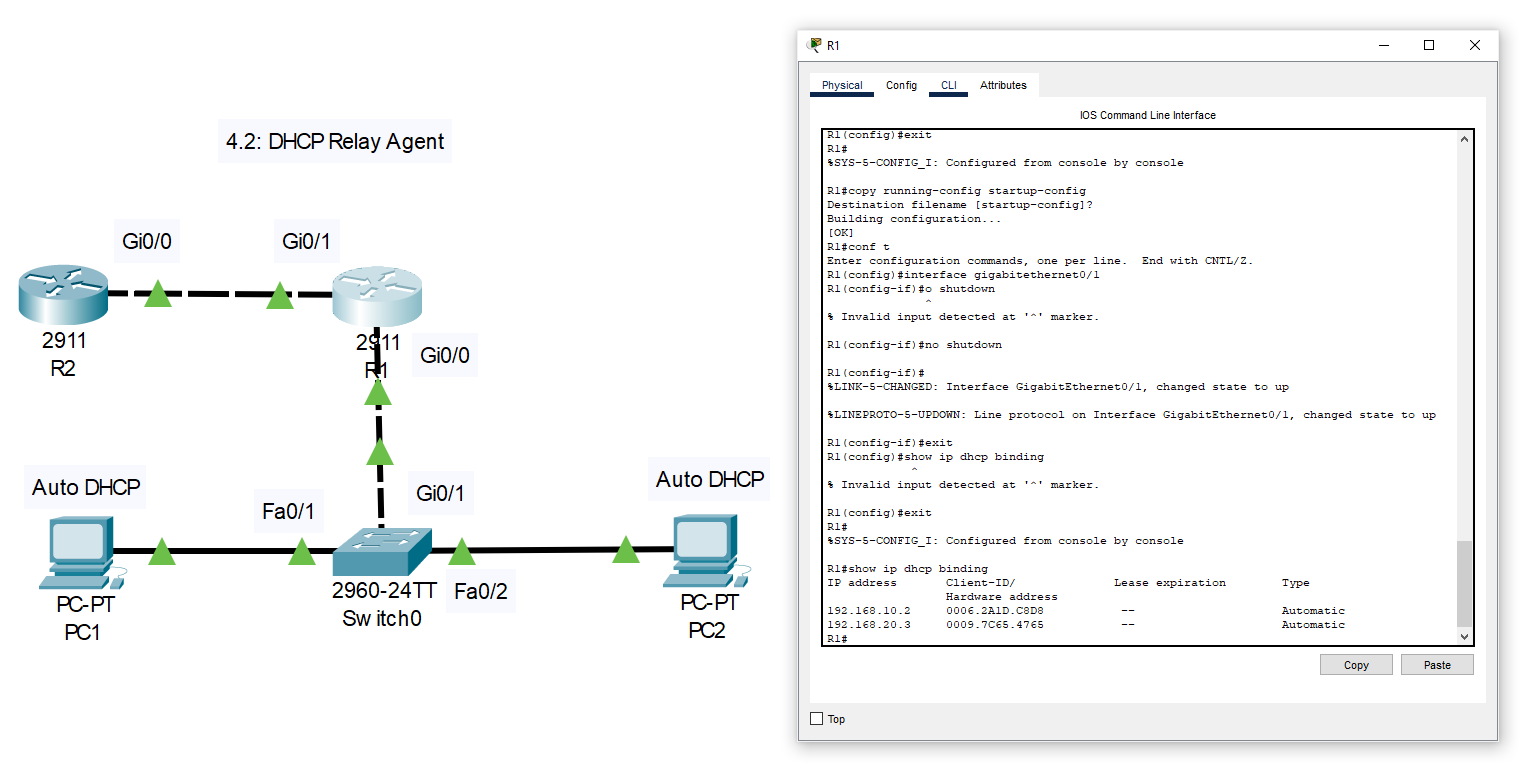 4.2: DHCP Relay Agent
Gi0/0
Gi0/1
2911
R2
2911
R1
Gi0/0
Auto DHCP
Fa0/1
Gi0/1
Auto DHCP
PC-PT
PC1
2960-24TT
Switch0
Fa0/2
PC-PT
PC2
R1
Physical Config CLI Attributes
IOS Command Line Interface
R1(config)#exit
R1#
%SYS-5-CONFIG_I: Configured from console by console
R1#copy running-config startup-config
Destination filename [startup-config]?
Building configuration...
[OK]
R1#conf t
Enter configuration commands, one per line.  End with CNTL/Z.
R1(config)#interface gigabitethernet0/1
R1(config-if)#o shutdown
^
% Invalid input detected at '^' marker.
R1(config-if)#no shutdown
R1(config-if)#
%LINK-5-CHANGED: Interface GigabitEthernet0/1, changed state to up
%LINEPROTO-5-UPDOWN: Line protocol on Interface GigabitEthernet0/1, changed state to up
R1(config-if)#exit
R1(config)#show ip dhcp binding
^
% Invalid input detected at '^' marker.
R1(config)#exit
R1#
%SYS-5-CONFIG_I: Configured from console by console
R1#show ip dhcp binding
IP address Client-ID/ Lease expiration Type
Hardware address
192.168.10.2 0006.2A1D.C8D8 -- Automatic
192.168.20.3 0009.7C65.4765 -- Automatic
R1#
Copy Paste
Top